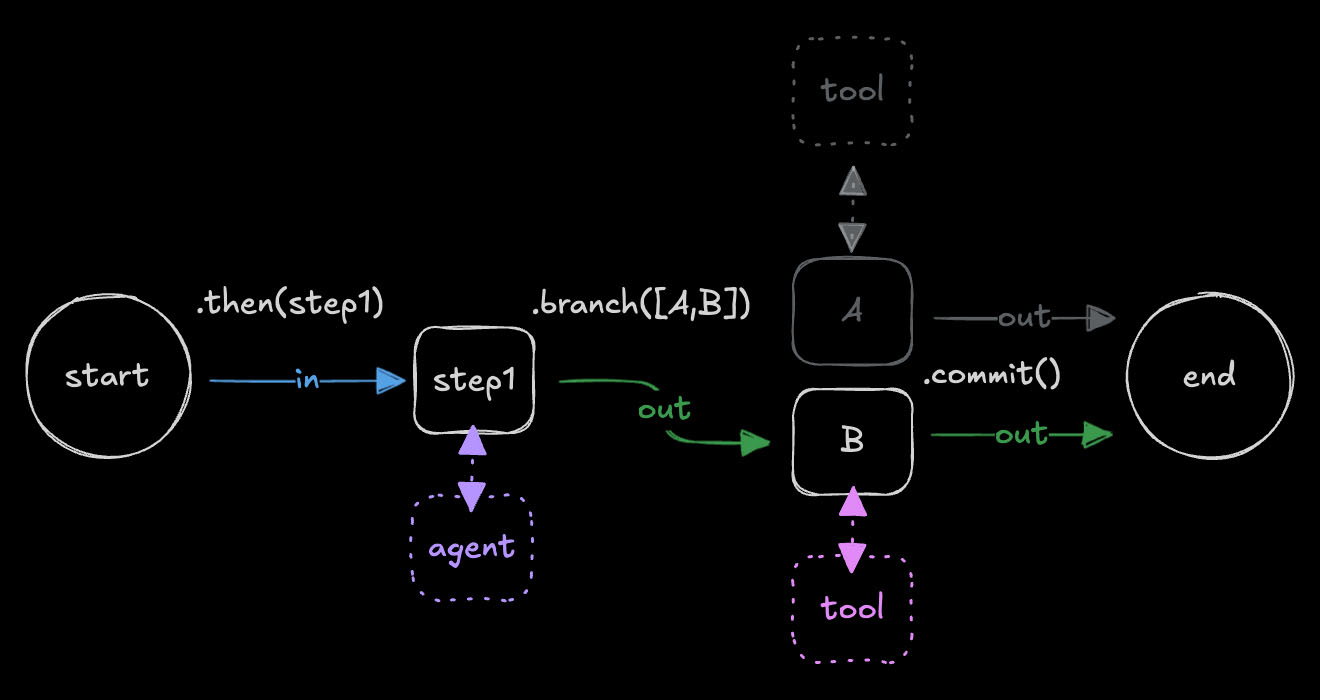 tool
.then(step1)
.branch([A,B])
A
out
start
in
step1
out
.commit()
end
B
out
agent
tool